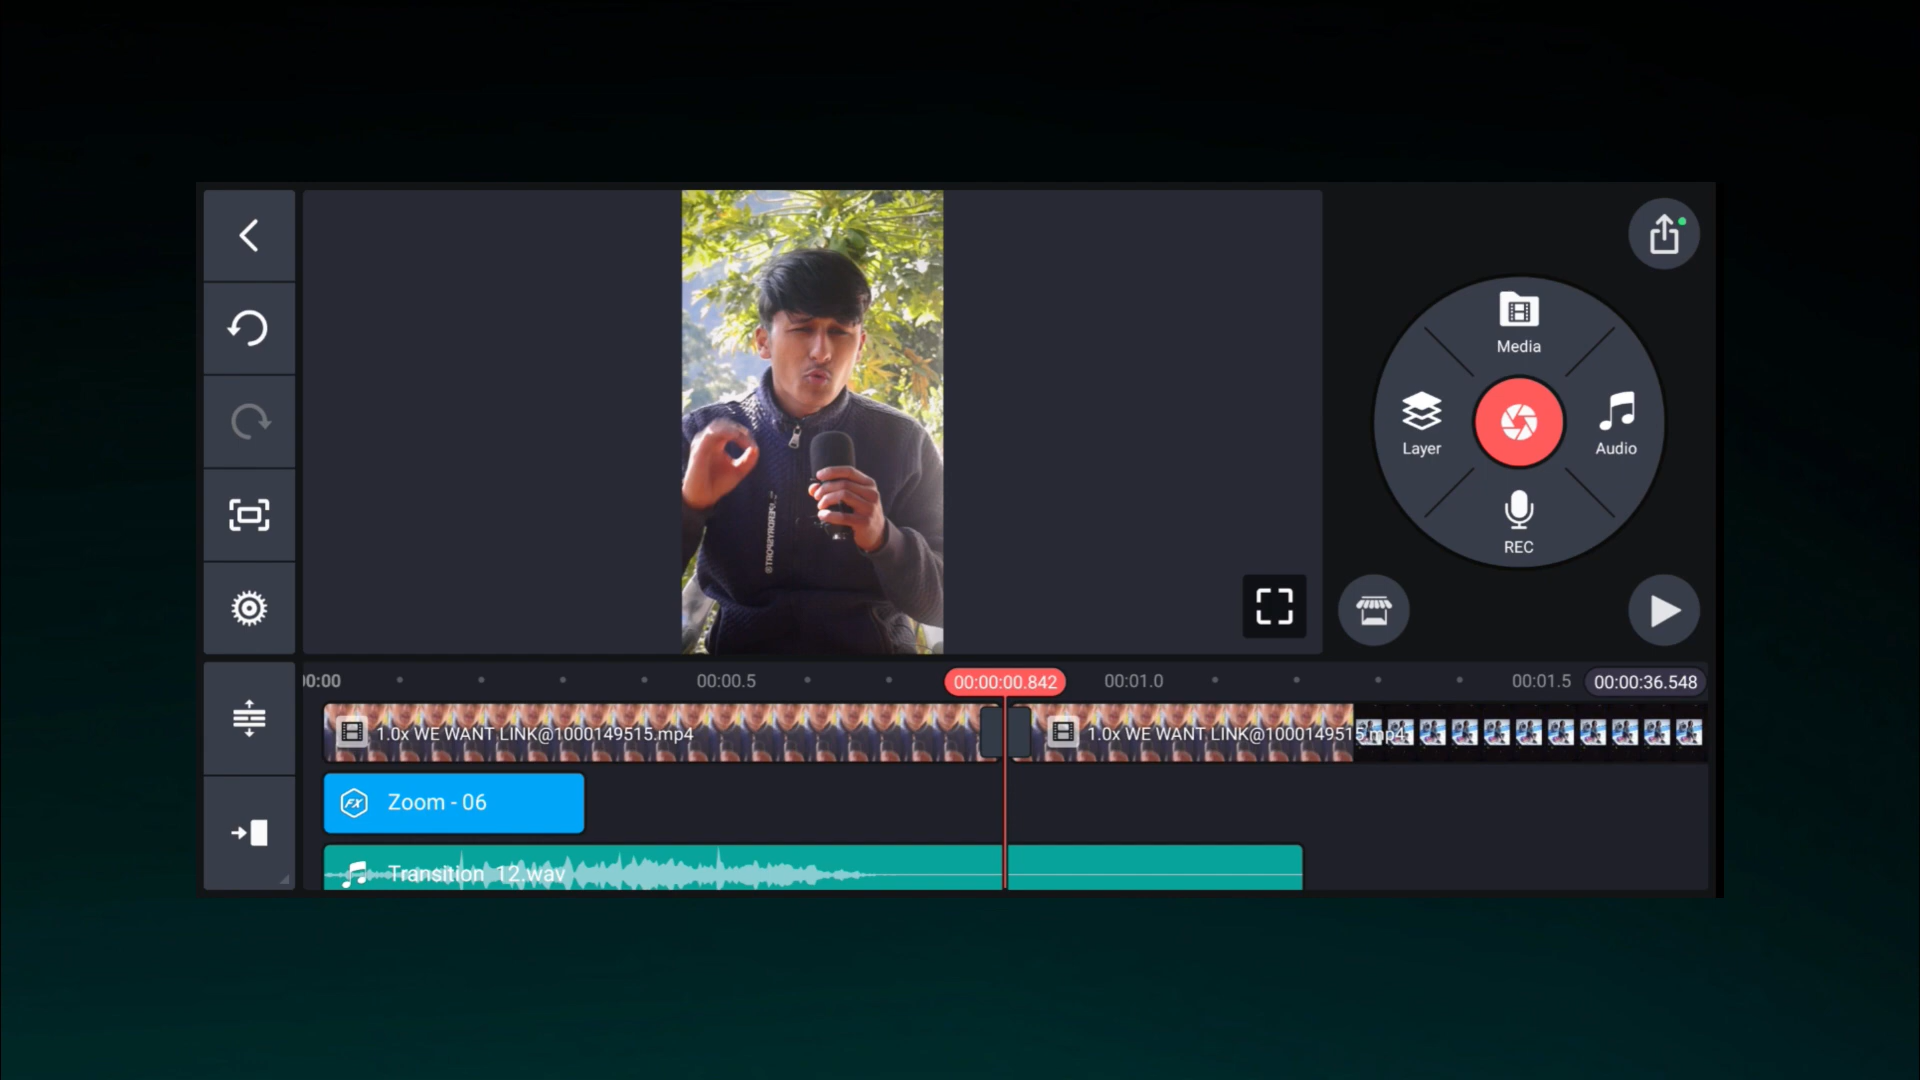 Media
Layer
Audio
REC
00:00
00:00.5
00:00:00.842
00:01.0
00:01.5
00:00:36.548
1.0x WE WANT LINK@1000149515.mp4
1.0x WE WANT LINK@1000149515.mp4
FX
Zoom - 06
Transition 12.wav